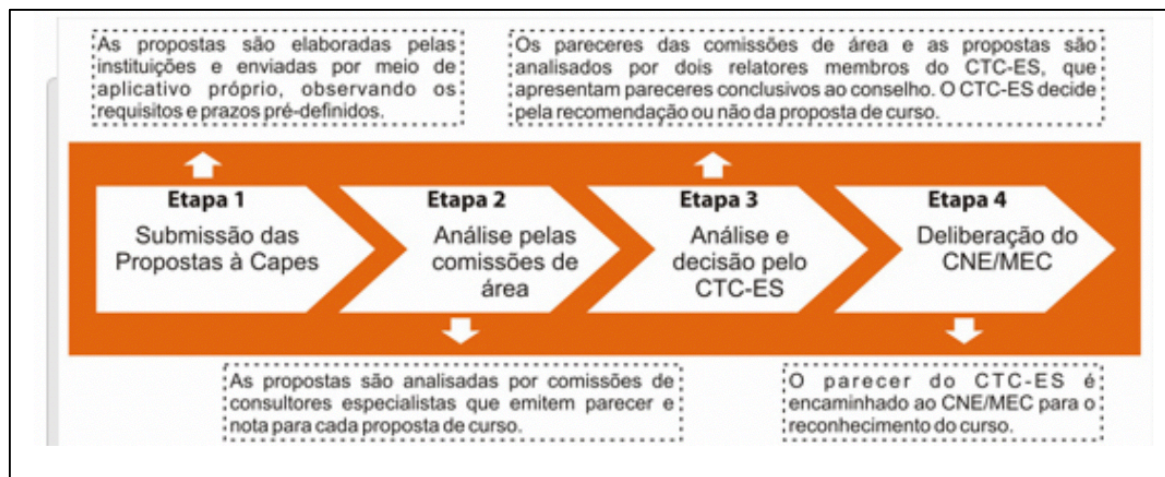 As propostas são elaboradas pelas
instituições e enviadas por meio de
aplicativo próprio, observando os
requisitos e prazos pré-definidos.
Os pareceres das comissões de área e as propostas são
analisados por dois relatores membros do CTC-ES, que
apresentam pareceres conclusivos ao conselho. O CTC-ES decide
pela recomendação ou não da proposta de curso.
Etapa 1
Submissão das
Propostas à Capes
Etapa 2
Análise pelas
comissões de
área
Etapa 3
Análise e
decisão pelo
CTC-ES
Etapa 4
Deliberação do
CNE/MEC
As propostas são analisadas por comissões de
consultores especialistas que emitem parecer e
nota para cada proposta de curso.
O parecer do CTC-ES é
encaminhado ao CNE/MEC para o
reconhecimento do curso.